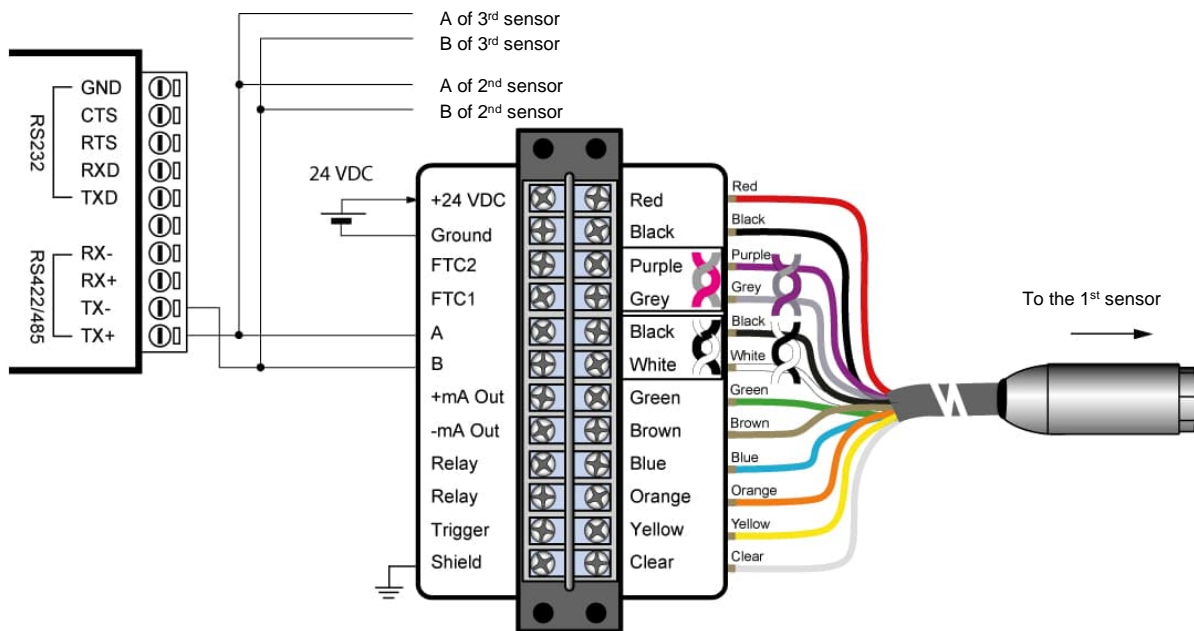 A of 3rd sensor
B of 3rd sensor
A of 2nd sensor
B of 2nd sensor
RS232
GND
CTS
RTS
RXD
TXD
RS422/485
RX-
RX+
TX-
TX+
24 VDC
+24 VDC
Ground
FTC2
FTC1
A
B
+mA Out
-mA Out
Relay
Relay
Trigger
Shield
Red
Black
Purple
Grey
Black
White
Green
Brown
Blue
Orange
Yellow
Clear
Red
Black
Purple
Grey
Black
White
Green
Brown
Blue
Orange
Yellow
Clear
To the 1st sensor